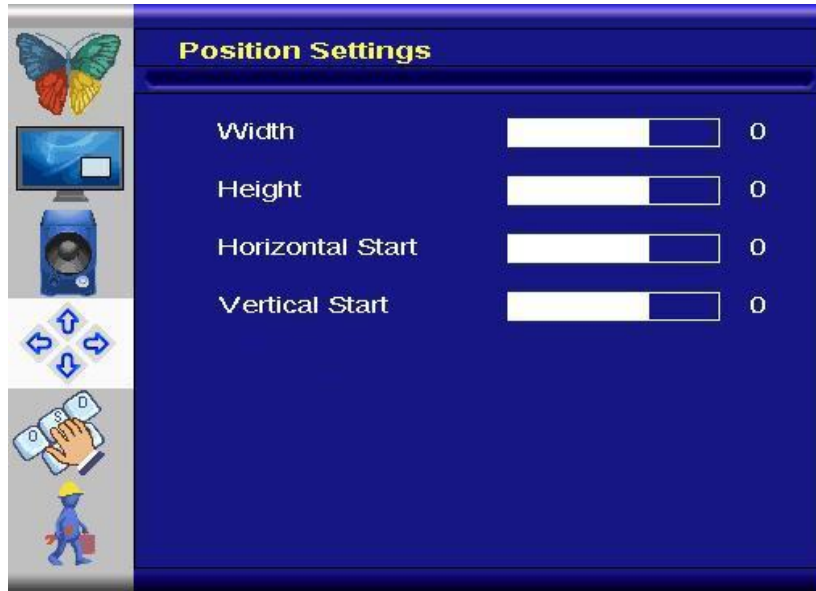 Position Settings
Width 0
Height 0
Horizontal Start 0
Vertical Start 0
O S D